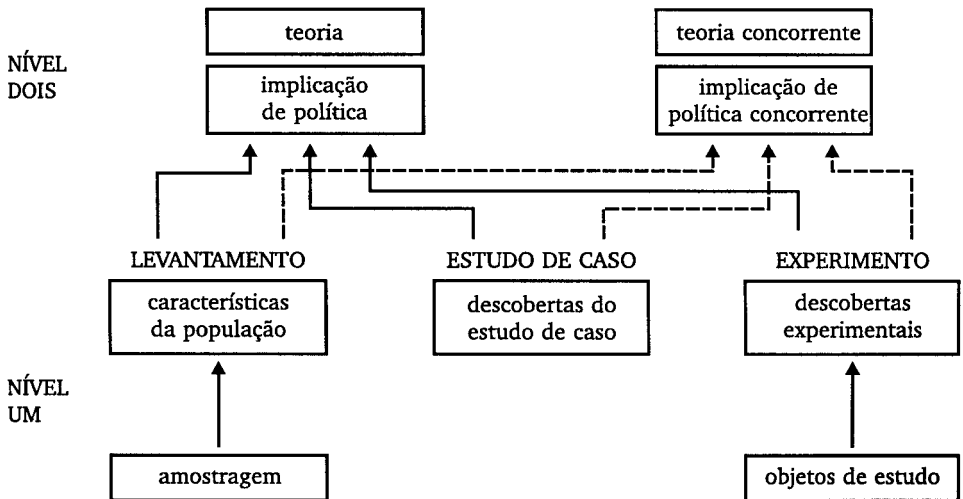 teoria
teoria concorrente
NÍVEL
DOIS
implicação
de política
implicação de
política concorrente
LEVANTAMENTO
ESTUDO DE CASO
EXPERIMENTO
características
da população
descobertas do
estudo de caso
descobertas
experimentais
NÍVEL
UM
amostragem
objetos de estudo